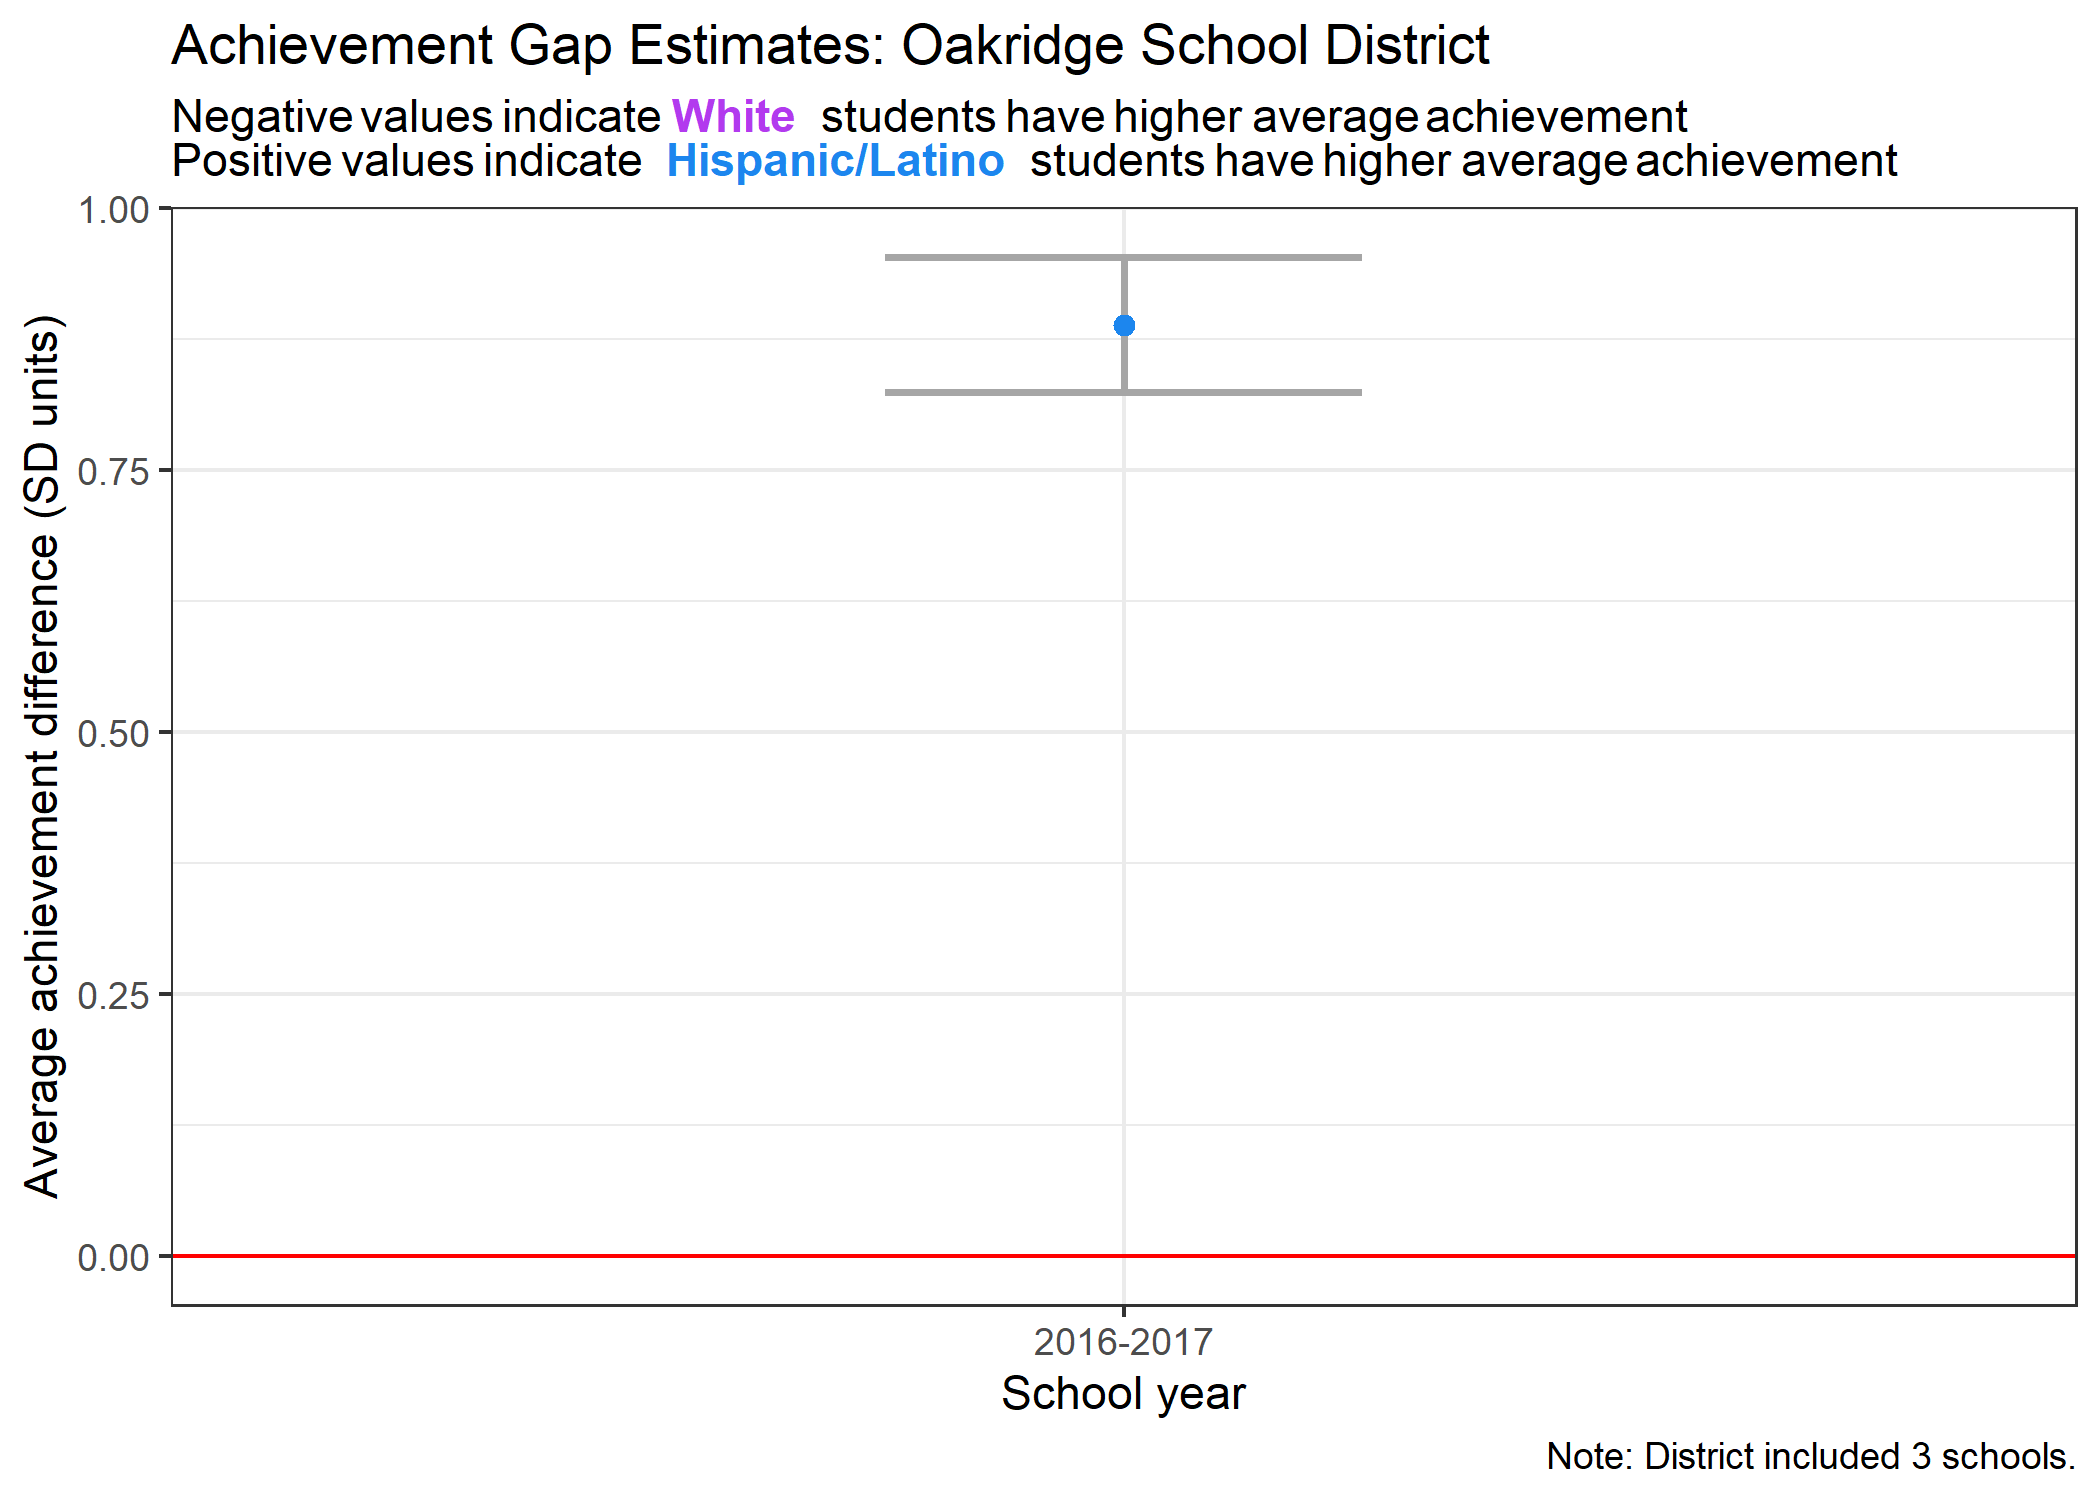 Achievement Gap Estimates: Oakridge School District
Negative values indicate White students have higher average achievement
Positive values indicate Hispanic/Latino students have higher average achievement
Average achievement difference (SD units)
1.00
0.75
0.50
0.25
0.00
2016-2017
School year
Note: District included 3 schools.